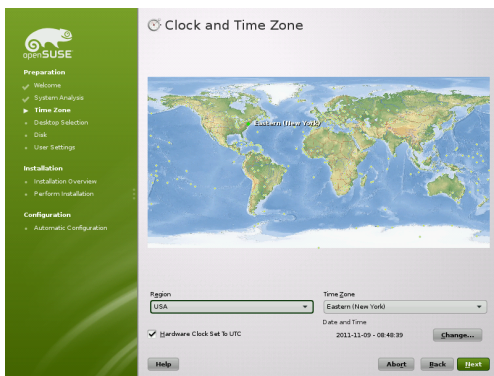 openSUSE
Preparation
Welcome
System Analysis
Time Zone
Desktop Selection
Disk
User Settings
Installation
Installation Overview
Perform Installation
Configuration
Automatic Configuration
Clock and Time Zone
Eastern (New York)
Region
USA
Time Zone
Eastern (New York)
Hardware Clock Set To UTC
Date and Time
2011-11-09 - 08:48:39
Change...
Help
Abort
Back
Next